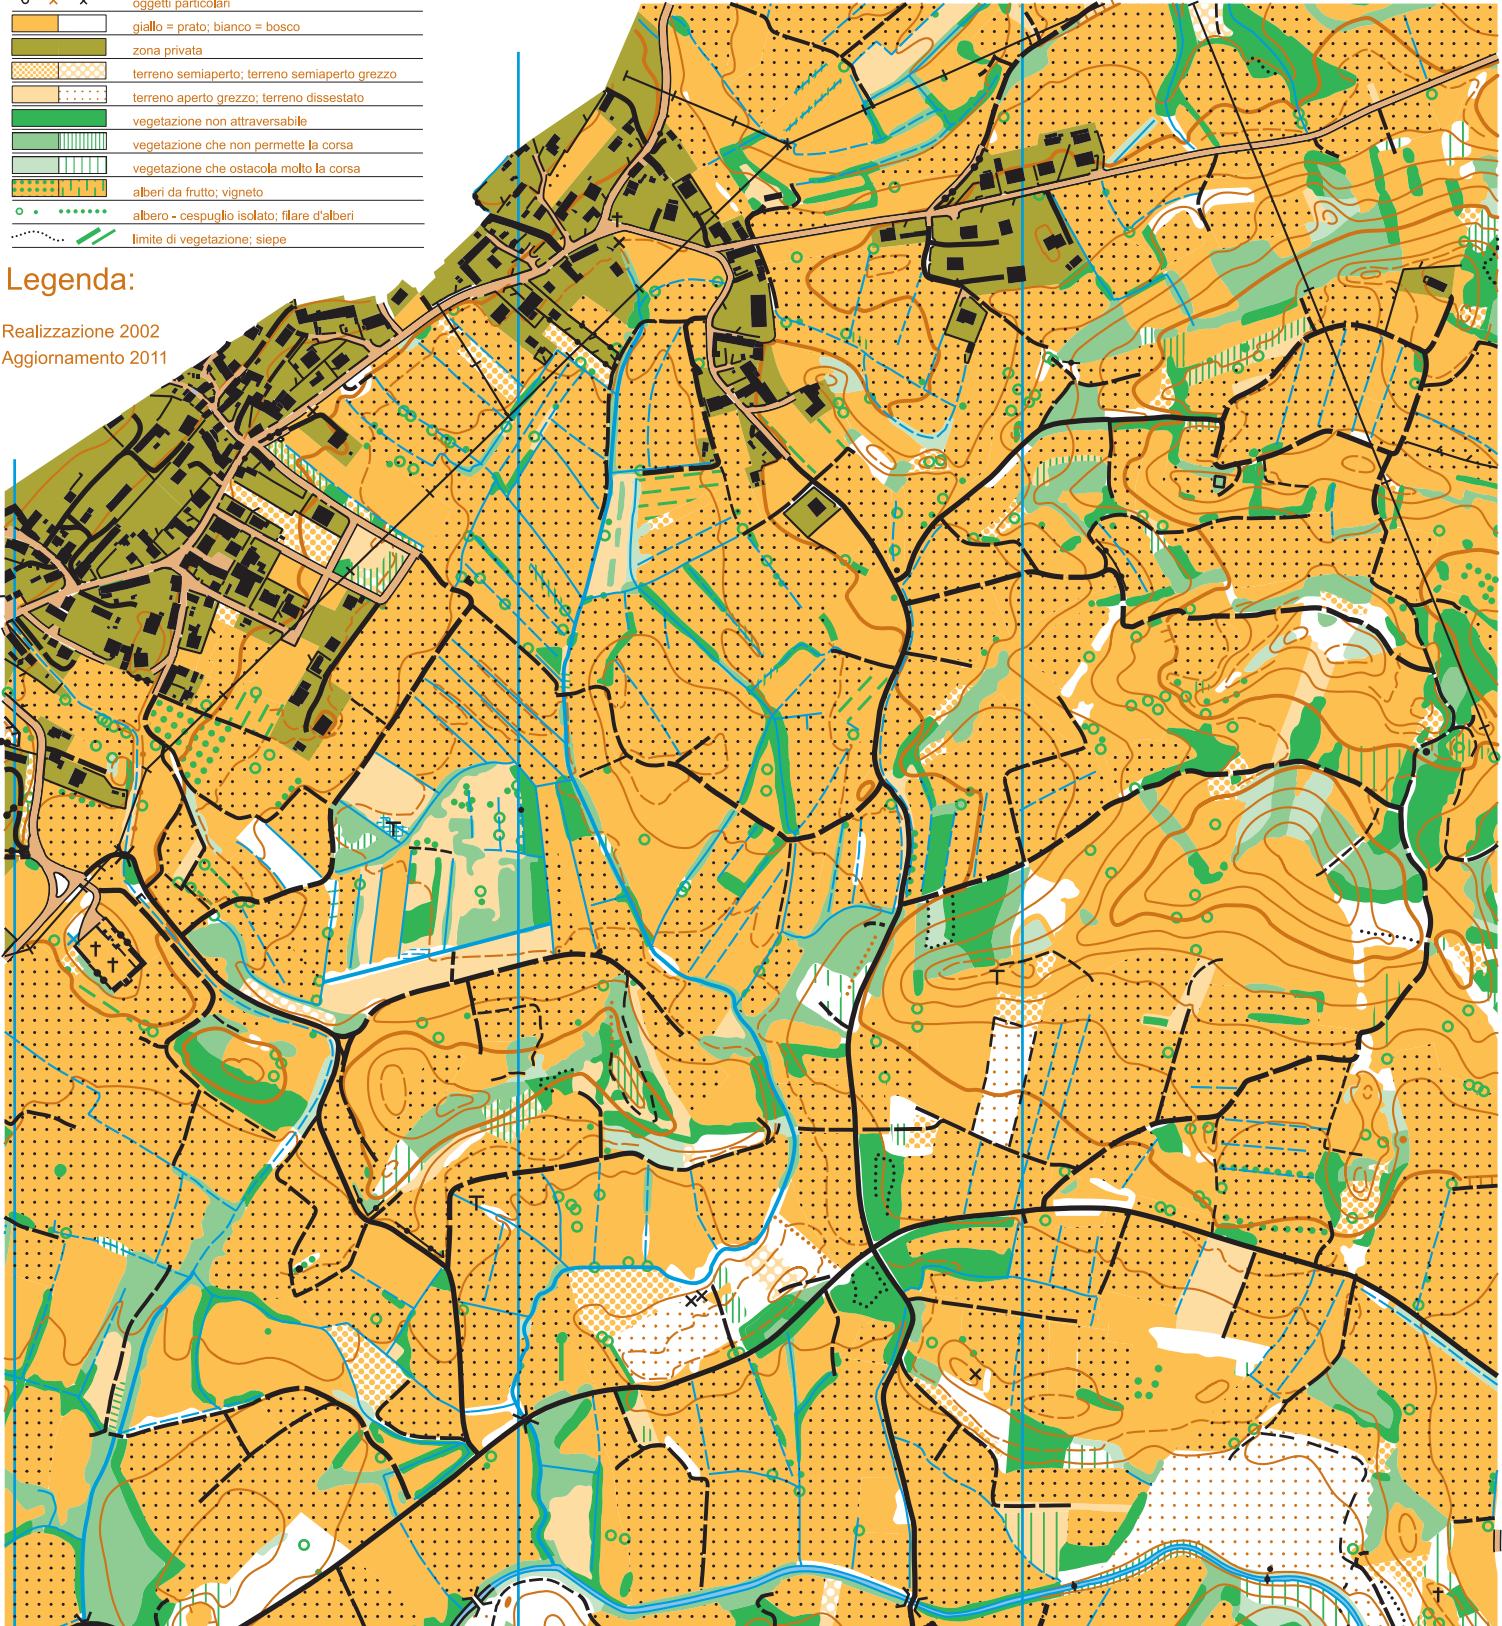 oggetti particolari
giallo = prato; bianco = bosco
zona privata
terreno semiaperto; terreno semiaperto grezzo
terreno aperto grezzo; terreno dissestato
vegetazione non attraversabile
vegetazione che non permette la corsa
vegetazione che ostacola molto la corsa
alberi da frutto; vigneto
albero - cespuglio isolato; filare d'alberi
limite di vegetazione; siepe
Legenda:
Realizzazione 2002
Aggiornamento 2011